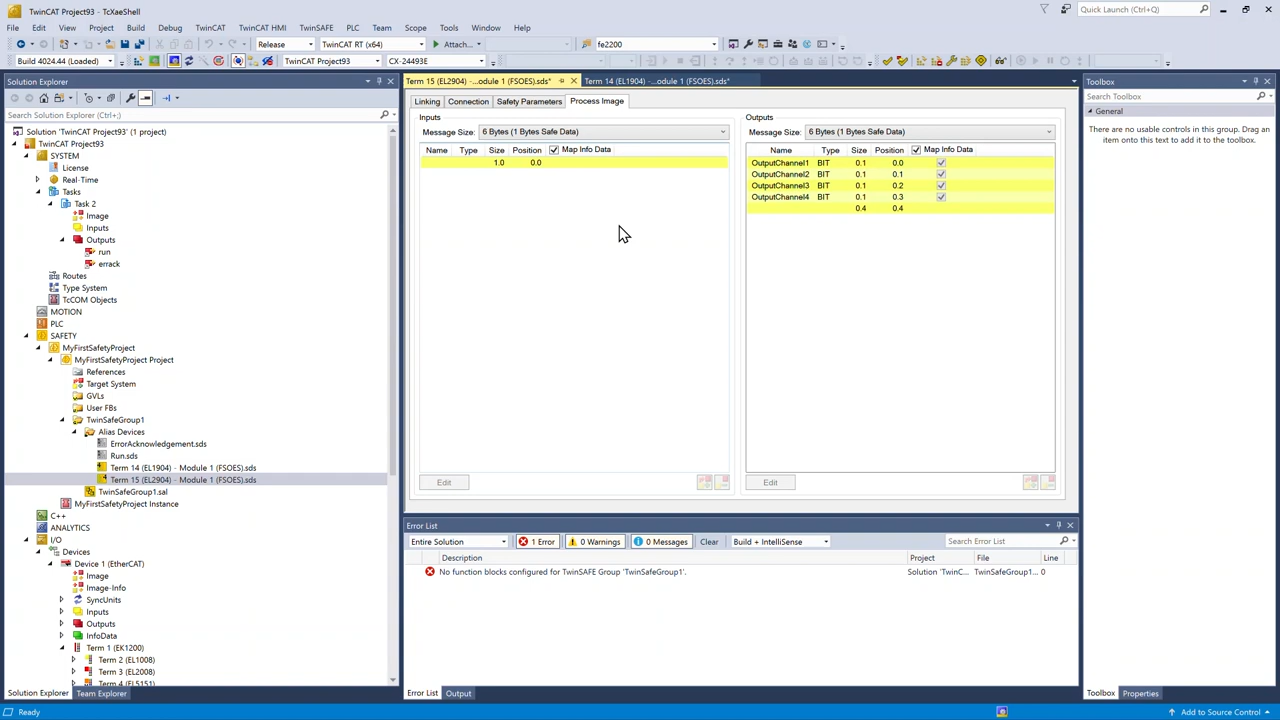 TwinCAT Project93 - TcXaeShell
Quick Launch (Ctrl+;)
File Edit View Project Build Debug TwinCAT TwinCAT HMI TwinSAFE PLC Team Scope Tools Window Help
Release TwinCAT RT (x64) Attach... fe2200
Build 4024.44 (Loaded) TwinCAT Project93 CX-24493E
Solution Explorer
Search Solution Explorer (Ctrl+;)
Solution 'TwinCAT Project93' (1 project)
TwinCAT Project93
SYSTEM
License
Real-Time
Tasks
Task 2
Image
Inputs
Outputs
run
errack
Routes
Type System
TcCOM Objects
MOTION
PLC
SAFETY
MyFirstSafetyProject
MyFirstSafetyProject Project
References
Target System
GVLs
User FBs
TwinSafeGroup1
Alias Devices
ErrorAcknowledgement.sds
Run.sds
Term 14 (EL1904) - Module 1 (FSOES).sds
Term 15 (EL2904) - Module 1 (FSOES).sds
TwinSafeGroup1.sal
MyFirstSafetyProject Instance
C++
ANALYTICS
I/O
Devices
Device 1 (EtherCAT)
Image
Image-Info
SyncUnits
Inputs
Outputs
InfoData
Term 1 (EK1200)
Term 2 (EL1008)
Term 3 (EL2008)
Term 4 (EL5151)
Solution Explorer Team Explorer
Term 15 (EL2904) -...odule 1 (FSOES).sds* Term 14 (EL1904) -...odule 1 (FSOES).sds*
Linking Connection Safety Parameters Process Image
Inputs
Message Size: 6 Bytes (1 Bytes Safe Data)
Name Type Size Position Map Info Data
1.0 0.0
Edit
Outputs
Message Size: 6 Bytes (1 Bytes Safe Data)
Name Type Size Position Map Info Data
OutputChannel1 BIT 0.1 0.0
OutputChannel2 BIT 0.1 0.1
OutputChannel3 BIT 0.1 0.2
OutputChannel4 BIT 0.1 0.3
0.4 0.4
Edit
Error List
Entire Solution 1 Error 0 Warnings 0 Messages Clear Build + IntelliSense Search Error List
Description Project File Line
No function blocks configured for TwinSAFE Group 'TwinSafeGroup1'. Solution 'TwinC... TwinSafeGroup1... 0
Error List Output
Toolbox
Search Toolbox
General
There are no usable controls in this group. Drag an item onto this text to add it to the toolbox.
Toolbox Properties
Ready
Add to Source Control